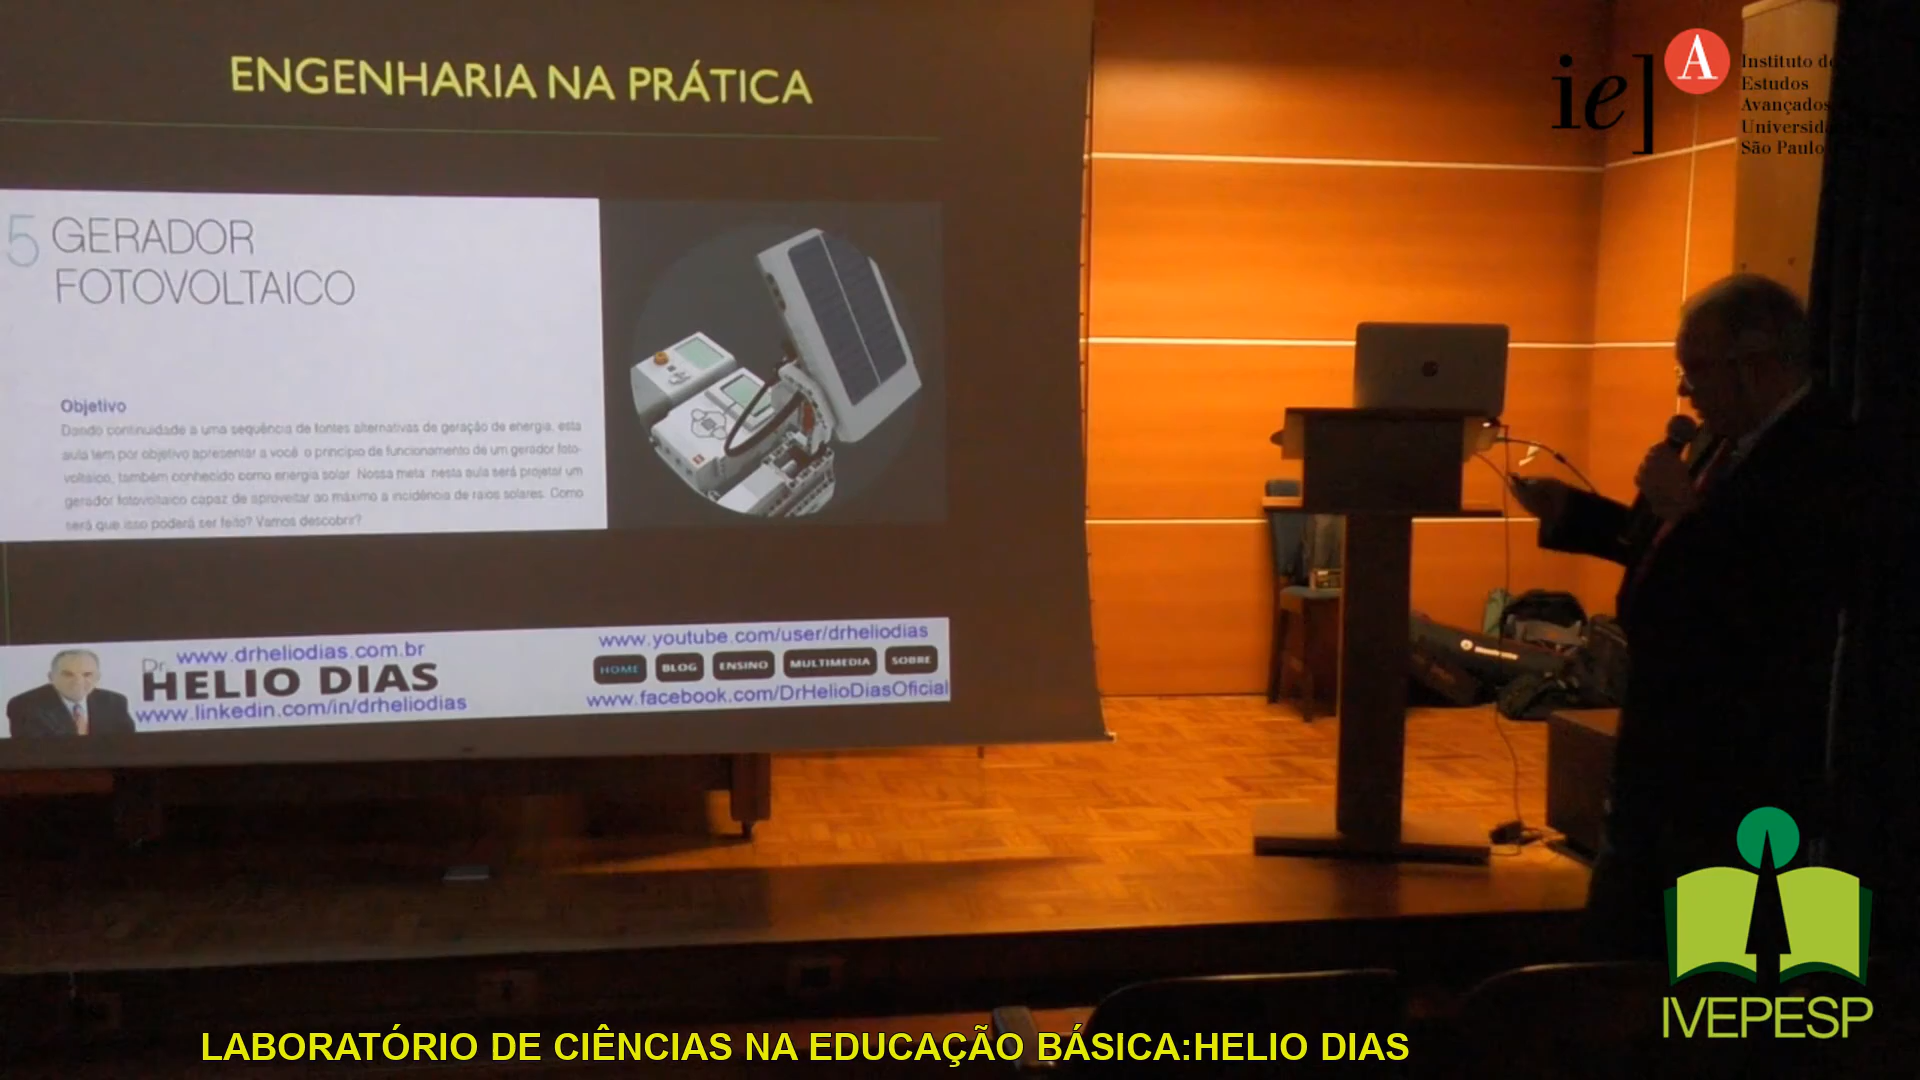 ENGENHARIA NA PRÁTICA
5 GERADOR
FOTOVOLTAICO
Objetivo
Dando continuidade a uma sequência de fontes alternativas de geração de energia, esta
aula tem por objetivo apresentar a você o princípio de funcionamento de um gerador foto-
voltaico, também conhecido como energia solar. Nossa meta nesta aula será projetar um
gerador fotovoltaico capaz de aproveitar ao máximo a incidência de raios solares. Como
será que isso poderá ser feito? Vamos descobrir?
www.drheliodias.com.br
Dr.
HELIO DIAS
www.linkedin.com/in/drheliodias
www.youtube.com/user/drheliodias
HOME BLOG ENSINO MULTIMEDIA SOBRE
www.facebook.com/DrHelioDiasOficial
ie] A
Instituto de
Estudos
Avançados
Universida
São Paulo
IVEPESP
LABORATÓRIO DE CIÊNCIAS NA EDUCAÇÃO BÁSICA:HELIO DIAS